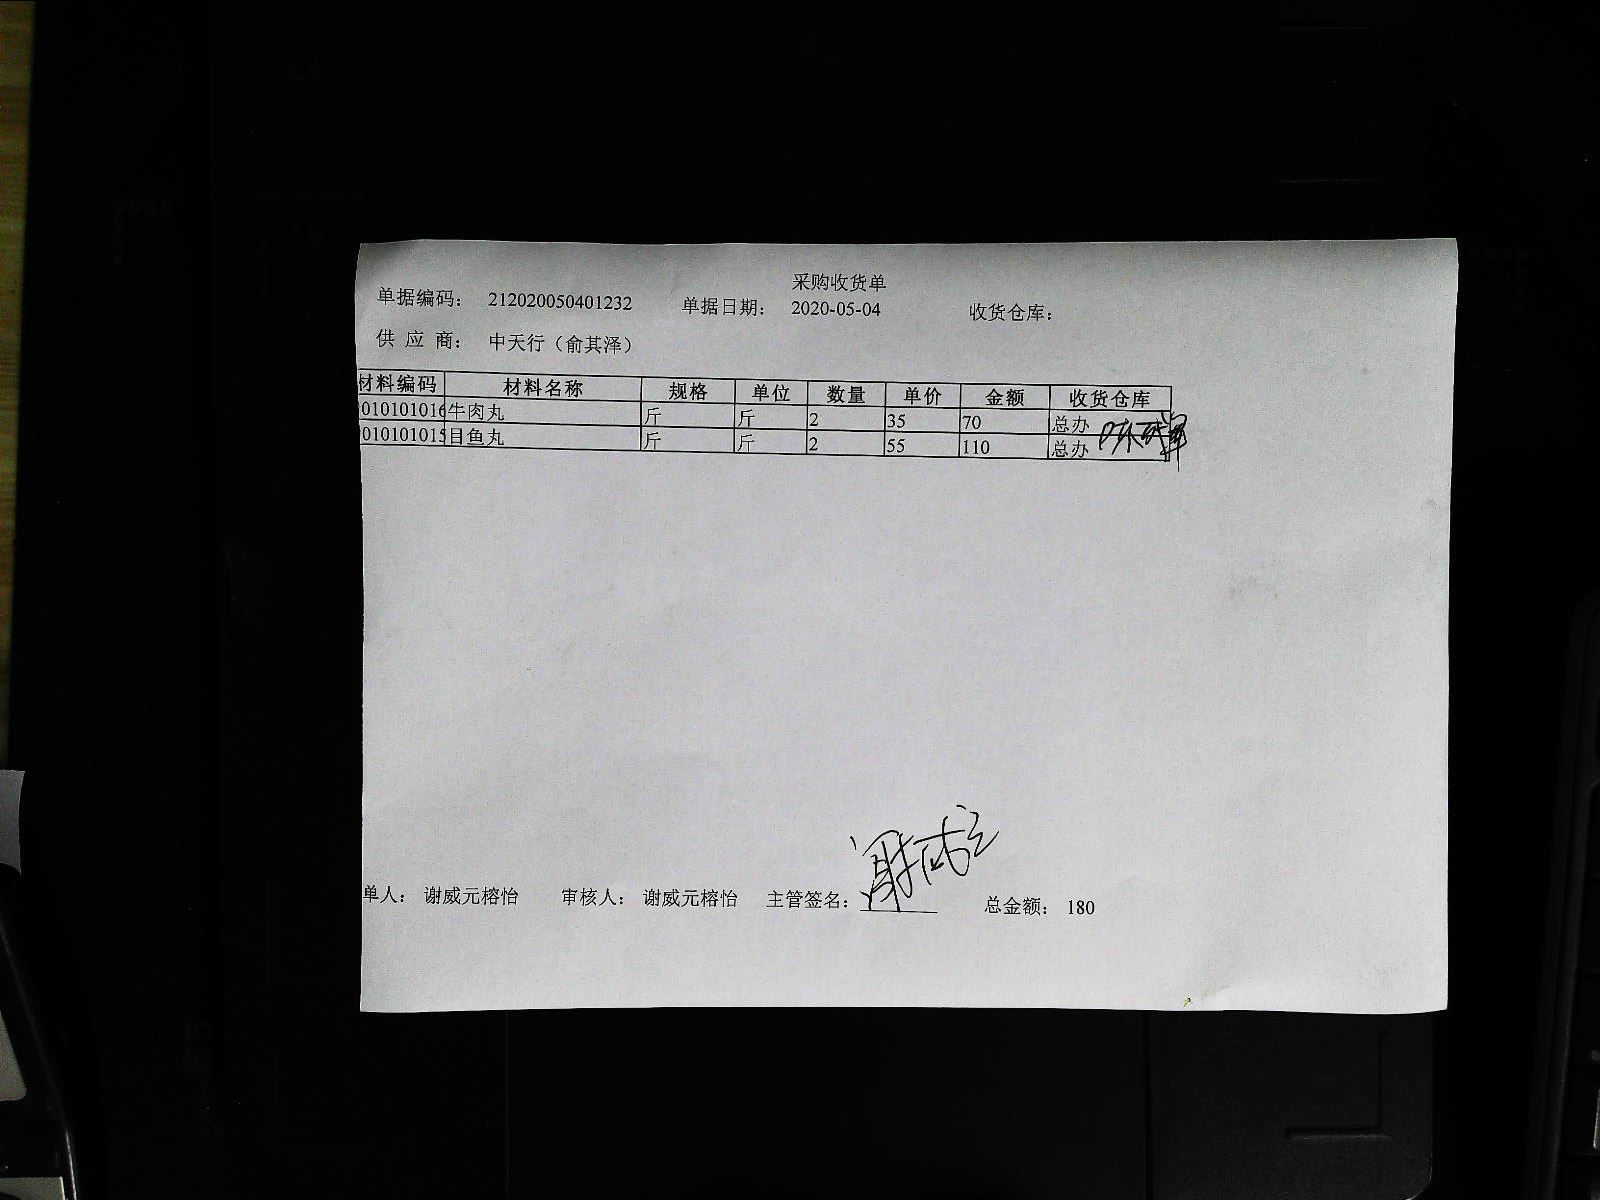 采购收货单
单据编码： 212020050401232 单据日期： 2020-05-04 收货仓库：
供 应 商： 中天行（俞其泽）
材料编码 材料名称 规格 单位 数量 单价 金额 收货仓库
010101016 牛肉丸 斤 斤 2 35 70 总办
010101015 目鱼丸 斤 斤 2 55 110 总办
单人： 谢威元榕怡 审核人： 谢威元榕怡 主管签名： 总金额： 180